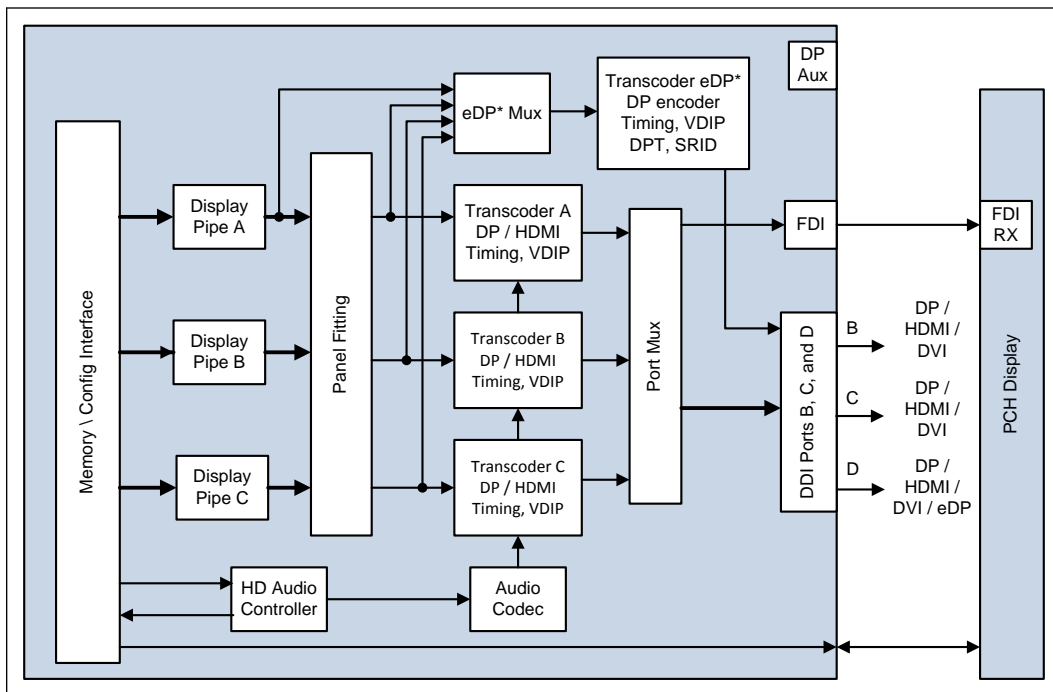 DP
Aux
Transcoder eDP*
DP encoder
Timing, VDIP
DPT, SRID
eDP* Mux
Memory \ Config Interface
Display
Pipe A
Display
Pipe B
Display
Pipe C
Panel Fitting
Transcoder A
DP / HDMI
Timing, VDIP
Transcoder B
DP / HDMI
Timing, VDIP
Transcoder C
DP / HDMI
Timing, VDIP
Port Mux
FDI
FDI
RX
DDI Ports B, C, and D
B
DP /
HDMI /
DVI
C
DP /
HDMI /
DVI
D
DP /
HDMI /
DVI / eDP
PCH Display
HD Audio
Controller
Audio
Codec